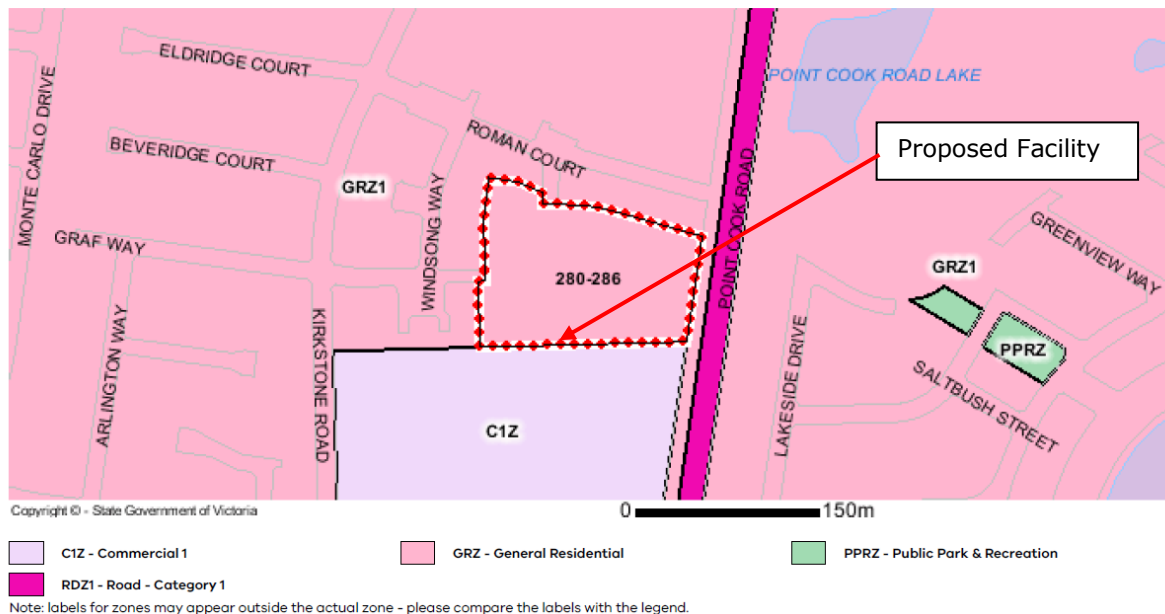 ELDRIDGE COURT
POINT COOK ROAD LAKE
MONTE CARLO DRIVE
ROMAN COURT
Proposed Facility
BEVERIDGE COURT
GRZ1
WINDSONG WAY
POINT COOK ROAD
GREENVIEW WAY
GRAF WAY
280-286
GRZ1
ARLINGTON WAY
KIRKSTONE ROAD
LAKESIDE DRIVE
PPRZ
SALTBUSH STREET
C1Z
Copyright © - State Government of Victoria
0 150m
C1Z - Commercial 1
GRZ - General Residential
PPRZ - Public Park & Recreation
RDZ1 - Road - Category 1
Note: labels for zones may appear outside the actual zone - please compare the labels with the legend.